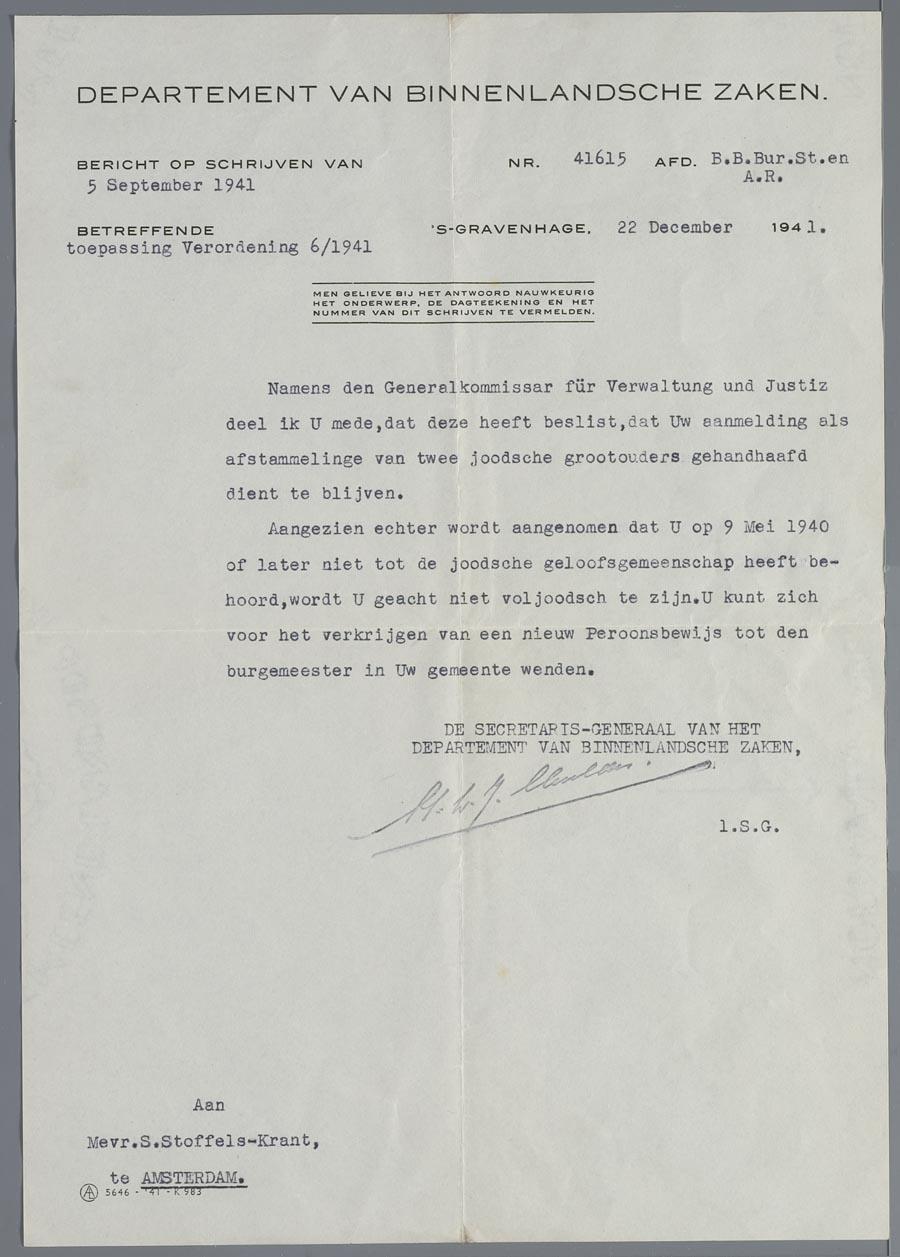 DEPARTEMENT VAN BINNENLANDSCHE ZAKEN.
BERICHT OP SCHRIJVEN VAN NR. 41615 AFD. B.B.Bur.St.en
5 September 1941 A.R.
BETREFFENDE 'S-GRAVENHAGE, 22 December 1941.
toepassing Verordening 6/1941
MEN GELIEVE BIJ HET ANTWOORD NAUWKEURIG
HET ONDERWERP, DE DAGTEEKENING EN HET
NUMMER VAN DIT SCHRIJVEN TE VERMELDEN.
Namens den Generalkommissar für Verwaltung und Justiz
deel ik U mede,dat deze heeft beslist,dat Uw aanmelding als
afstammelinge van twee joodsche grootouders gehandhaafd
dient te blijven.
Aangezien echter wordt aangenomen dat U op 9 Mei 1940
of later niet tot de joodsche geloofsgemeenschap heeft be-
hoord,wordt U geacht niet voljoodsch te zijn.U kunt zich
voor het verkrijgen van een nieuw Peroonsbewijs tot den
burgemeester in Uw gemeente wenden.
DE SECRETARIS-GENERAAL VAN HET
DEPARTEMENT VAN BINNENLANDSCHE ZAKEN,
l.S.G.
Aan
Mevr.S.Stoffels-Krant,
te AMSTERDAM.
5646 - '41 - K 983